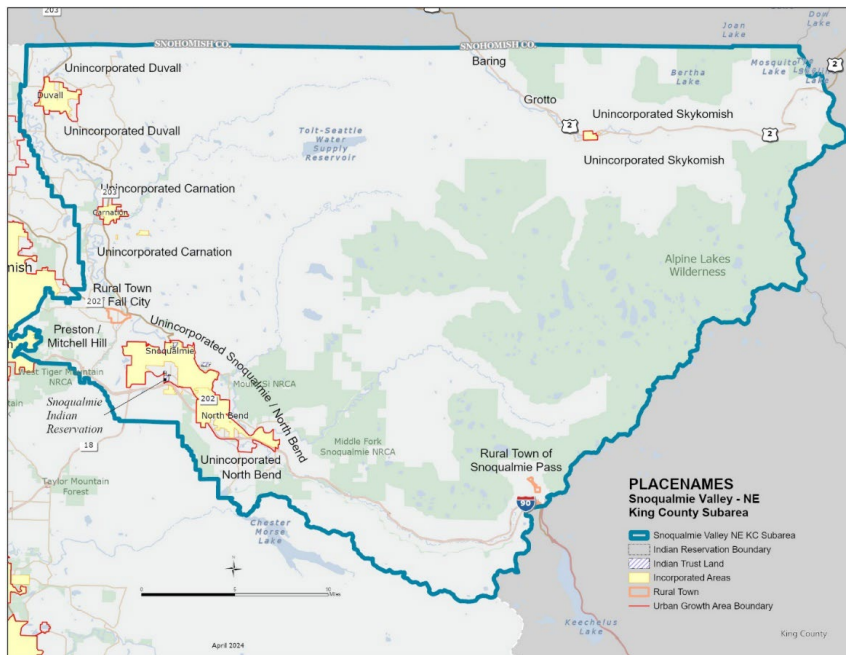 203
2
Joan
Lake
Dow
Lake
SNOHOMISH CO.
SNOHOMISH CO.
Unincorporated Duvall
Baring
Mosquito
Lake
2
Bertha
Lake
Duvall
Grotto
Unincorporated Skykomish
2
2
Unincorporated Duvall
Tolt-Seattle
Water
Supply
Reservoir
Unincorporated Skykomish
Unincorporated Carnation
203
Carnation
Unincorporated Carnation
Alpine Lakes
Wilderness
mish
Rural Town
Fall City
202
Preston /
Mitchell Hill
Unincorporated Snoqualmie / North Bend
Snoqualmie
West Tiger Mountain
NRCA
Mount Si NRCA
Snoqualmie
Indian
Reservation
202
North Bend
18
Middle Fork
Snoqualmie NRCA
Unincorporated
North Bend
Rural Town of
Snoqualmie Pass
Taylor Mountain
Forest
90
Chester
Morse
Lake
PLACENAMES
Snoqualmie Valley - NE
King County Subarea
Snoqualmie Valley NE KC Subarea
Indian Reservation Boundary
Indian Trust Land
Incorporated Areas
Rural Town
Urban Growth Area Boundary
Keechelus
Lake
King County
April 2024